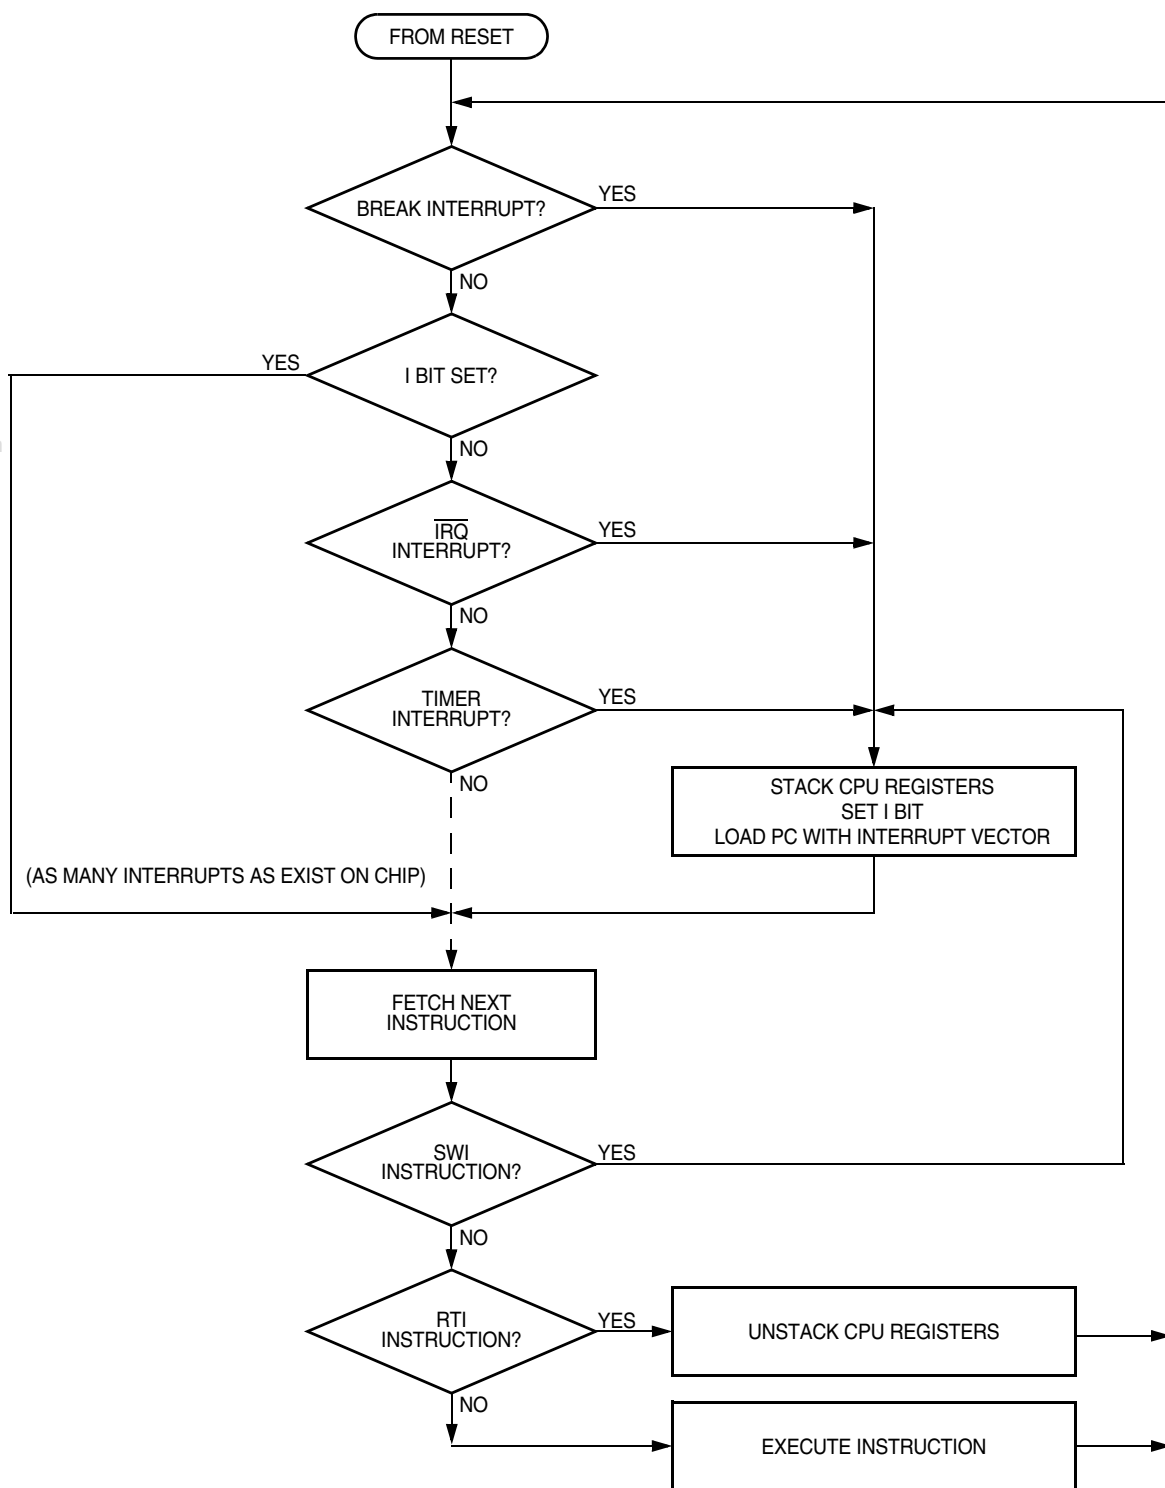 FROM RESET
BREAK INTERRUPT?
YES
NO
YES
I BIT SET?
NO
IRQ
INTERRUPT?
YES
NO
TIMER
INTERRUPT?
YES
NO
STACK CPU REGISTERS
SET I BIT
LOAD PC WITH INTERRUPT VECTOR
(AS MANY INTERRUPTS AS EXIST ON CHIP)
FETCH NEXT
INSTRUCTION
SWI
INSTRUCTION?
YES
NO
RTI
INSTRUCTION?
YES
UNSTACK CPU REGISTERS
NO
EXECUTE INSTRUCTION